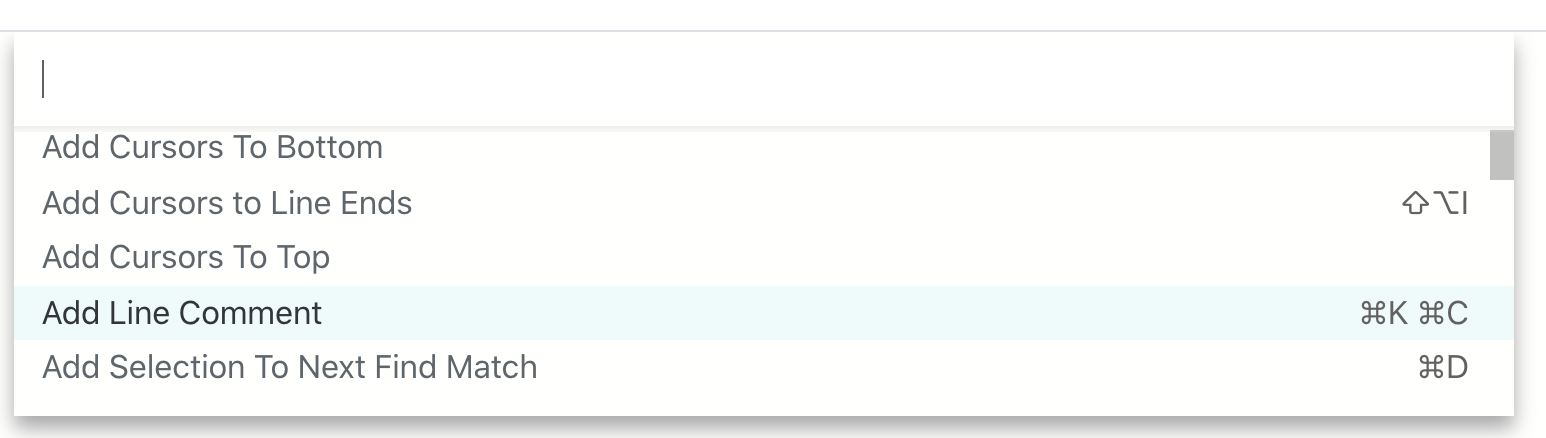 Add Cursors To Bottom
Add Cursors to Line Ends ⇧⌥I
Add Cursors To Top
Add Line Comment ⌘K ⌘C
Add Selection To Next Find Match ⌘D